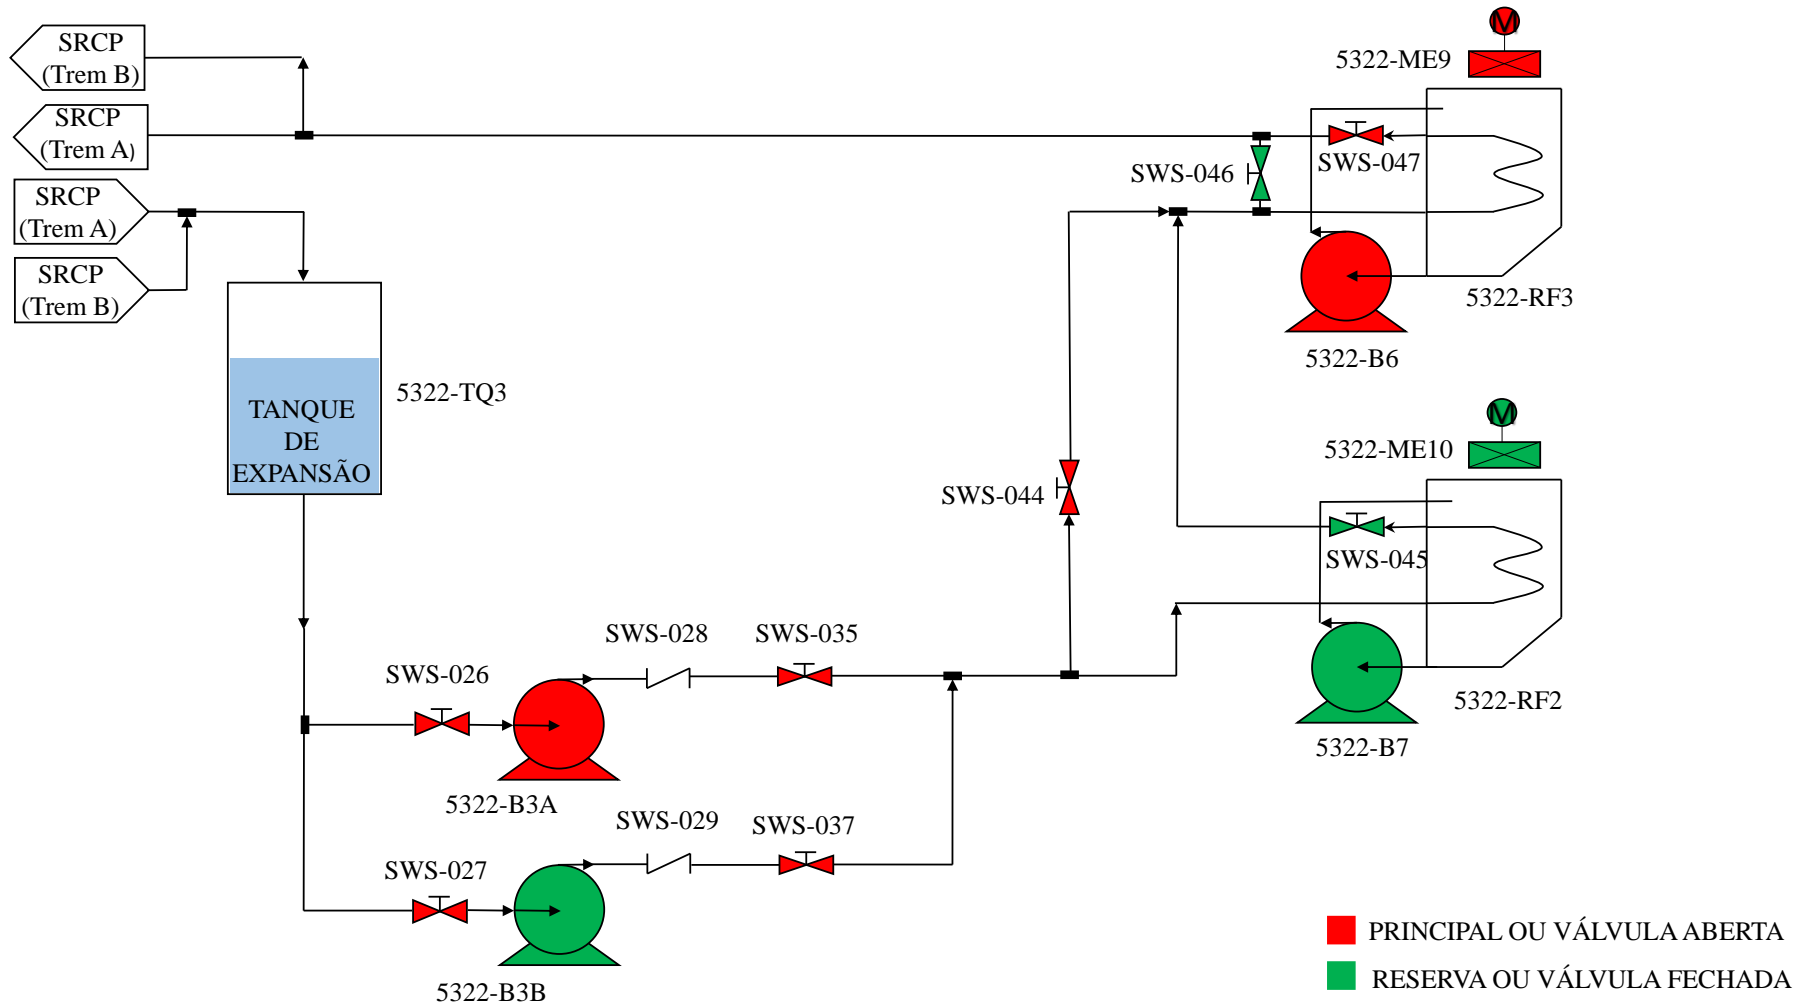 SRCP
(Trem B)
SRCP
(Trem A)
SRCP
(Trem A)
SRCP
(Trem B)
M
5322-ME9
SWS-047
SWS-046
5322-RF3
5322-B6
5322-TQ3
TANQUE
DE
EXPANSÃO
M
5322-ME10
SWS-044
SWS-045
5322-RF2
5322-B7
SWS-028
SWS-035
SWS-026
5322-B3A
SWS-029
SWS-037
SWS-027
5322-B3B
PRINCIPAL OU VÁLVULA ABERTA
RESERVA OU VÁLVULA FECHADA